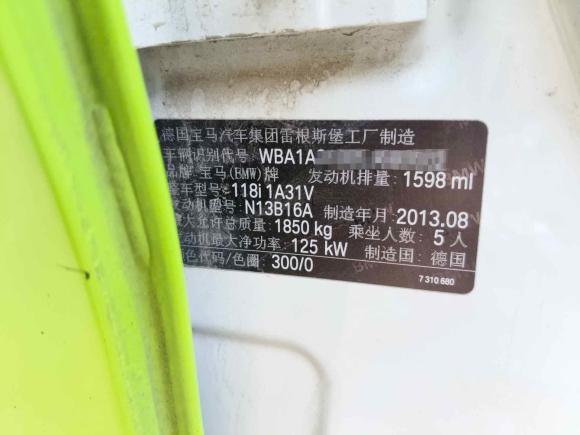 德国宝马汽车集团雷根斯堡工厂制造
车辆识别代号: WBA1A
品牌: 宝马(BMW)牌 发动机排量: 1598 ml
整车型号: 118i 1A31V
发动机型号: N13B16A 制造年月: 2013.08
最大允许总质量: 1850 kg 乘坐人数: 5 人
发动机最大净功率: 125 kW 制造国: 德国
颜色代码/色圈: 300/0
7 310 680